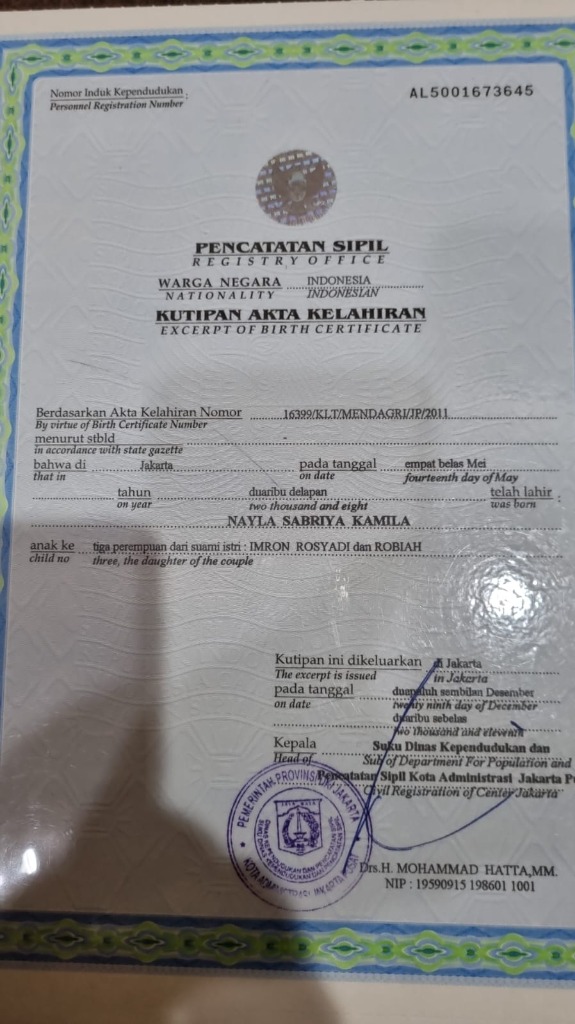 Nomor Induk Kependudukan :
Personnel Registration Number
AL5001673645
PENCATATAN SIPIL
REGISTRY OFFICE
WARGA NEGARA INDONESIA
NATIONALITY INDONESIAN
KUTIPAN AKTA KELAHIRAN
EXCERPT OF BIRTH CERTIFICATE
Berdasarkan Akta Kelahiran Nomor 16399/KLT/MENDAGRI/JP/2011
By virtue of Birth Certificate Number
menurut stbld -
in accordance with state gazette
bahwa di Jakarta pada tanggal empat belas Mei
that in on date fourteenth day of May
tahun duaribu delapan telah lahir :
on year two thousand and eight was born
NAYLA SABRIYA KAMILA
anak ke tiga perempuan dari suami istri : IMRON ROSYADI dan ROBIAH
child no three, the daughter of the couple
Kutipan ini dikeluarkan di Jakarta
The excerpt is issued in Jakarta
pada tanggal duapuluh sembilan Desember
on date twenty ninth day of December
duaribu sebelas
two thousand and eleventh
Kepala Suku Dinas Kependudukan dan
Head of Sub of Department For Population and
Pencatatan Sipil Kota Administrasi Jakarta
Civil Registration of Center Jakarta
PEMERINTAH PROVINSI DKI JAKARTA
KOTA ADMINISTRASI JAKARTA PUSAT
Drs.H. MOHAMMAD HATTA,MM.
NIP : 19590915 198601 1001